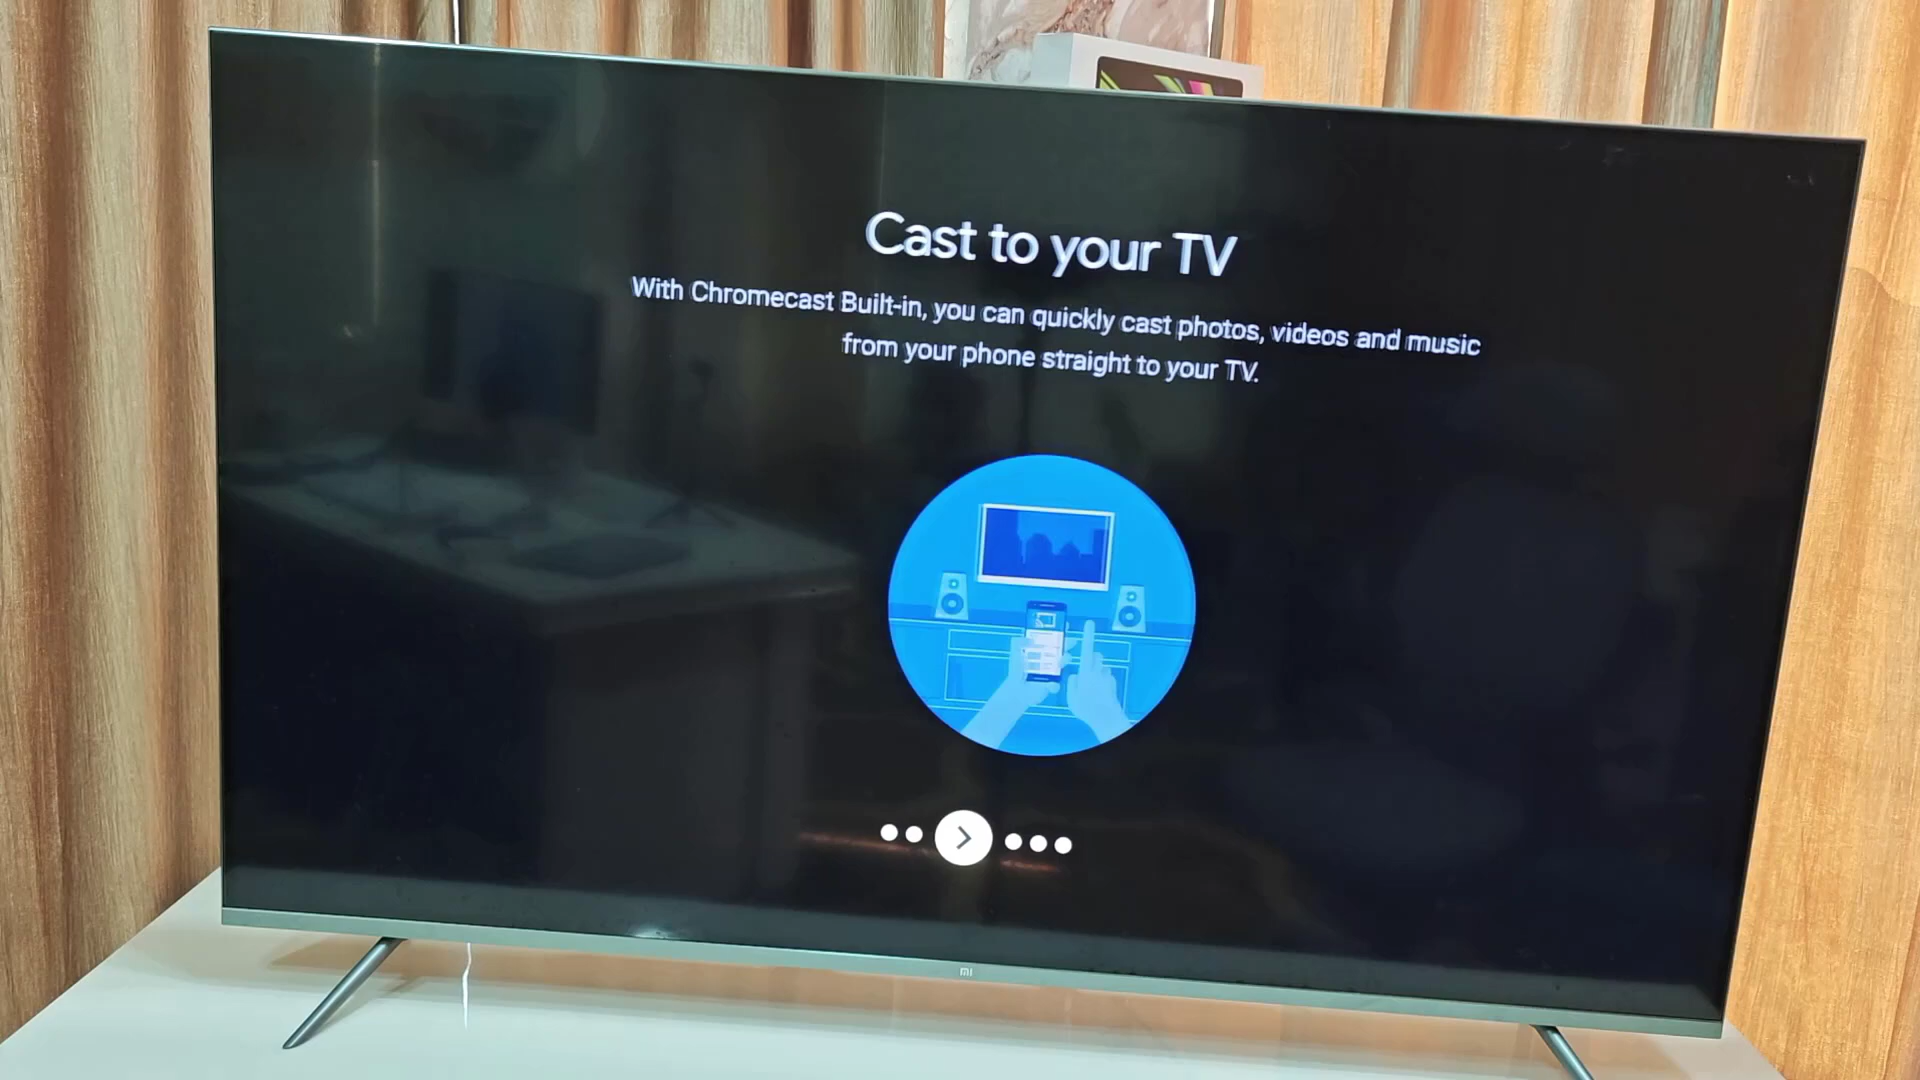 Cast to your TV
With Chromecast Built-in, you can quickly cast photos, videos and music
from your phone straight to your TV.
mi